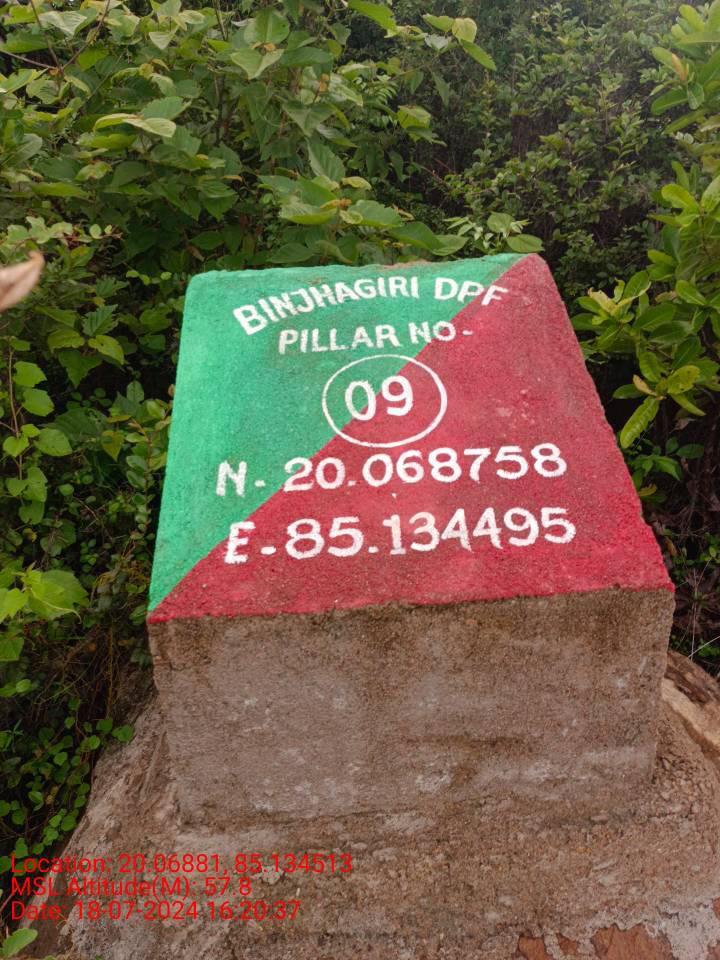 BINJHAGIRI DPF
PILLAR NO-
09
N-20.068758
E-85.134495
Location: 20.06881, 85.134513
MSL Altitude(M): 57.8
Date: 18-07-2024 16:20:37